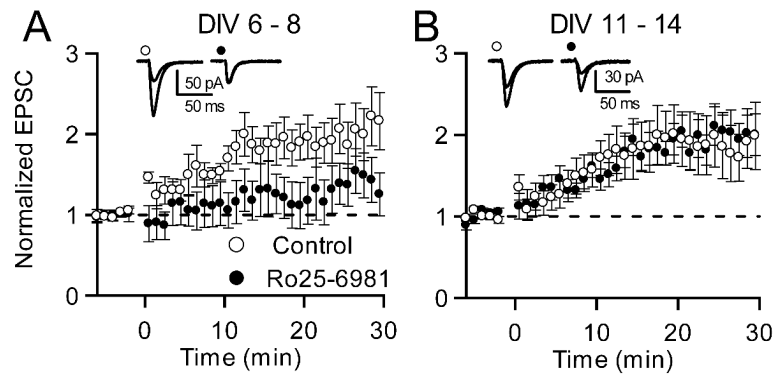 A
DIV 6 - 8
50 pA
50 ms
Normalized EPSC
3
2
1
0
Control
Ro25-6981
0
10
20
30
Time (min)
B
DIV 11 - 14
30 pA
50 ms
3
2
1
0
0
10
20
30
Time (min)